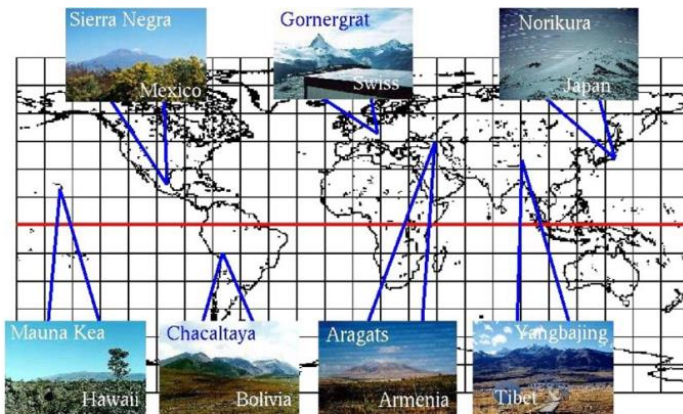 Sierra Negra
Mexico
Gornergrat
Swiss
Norikura
Japan
Mauna Kea
Hawaii
Chacaltaya
Bolivia
Aragats
Armenia
Yangbajing
Tibet